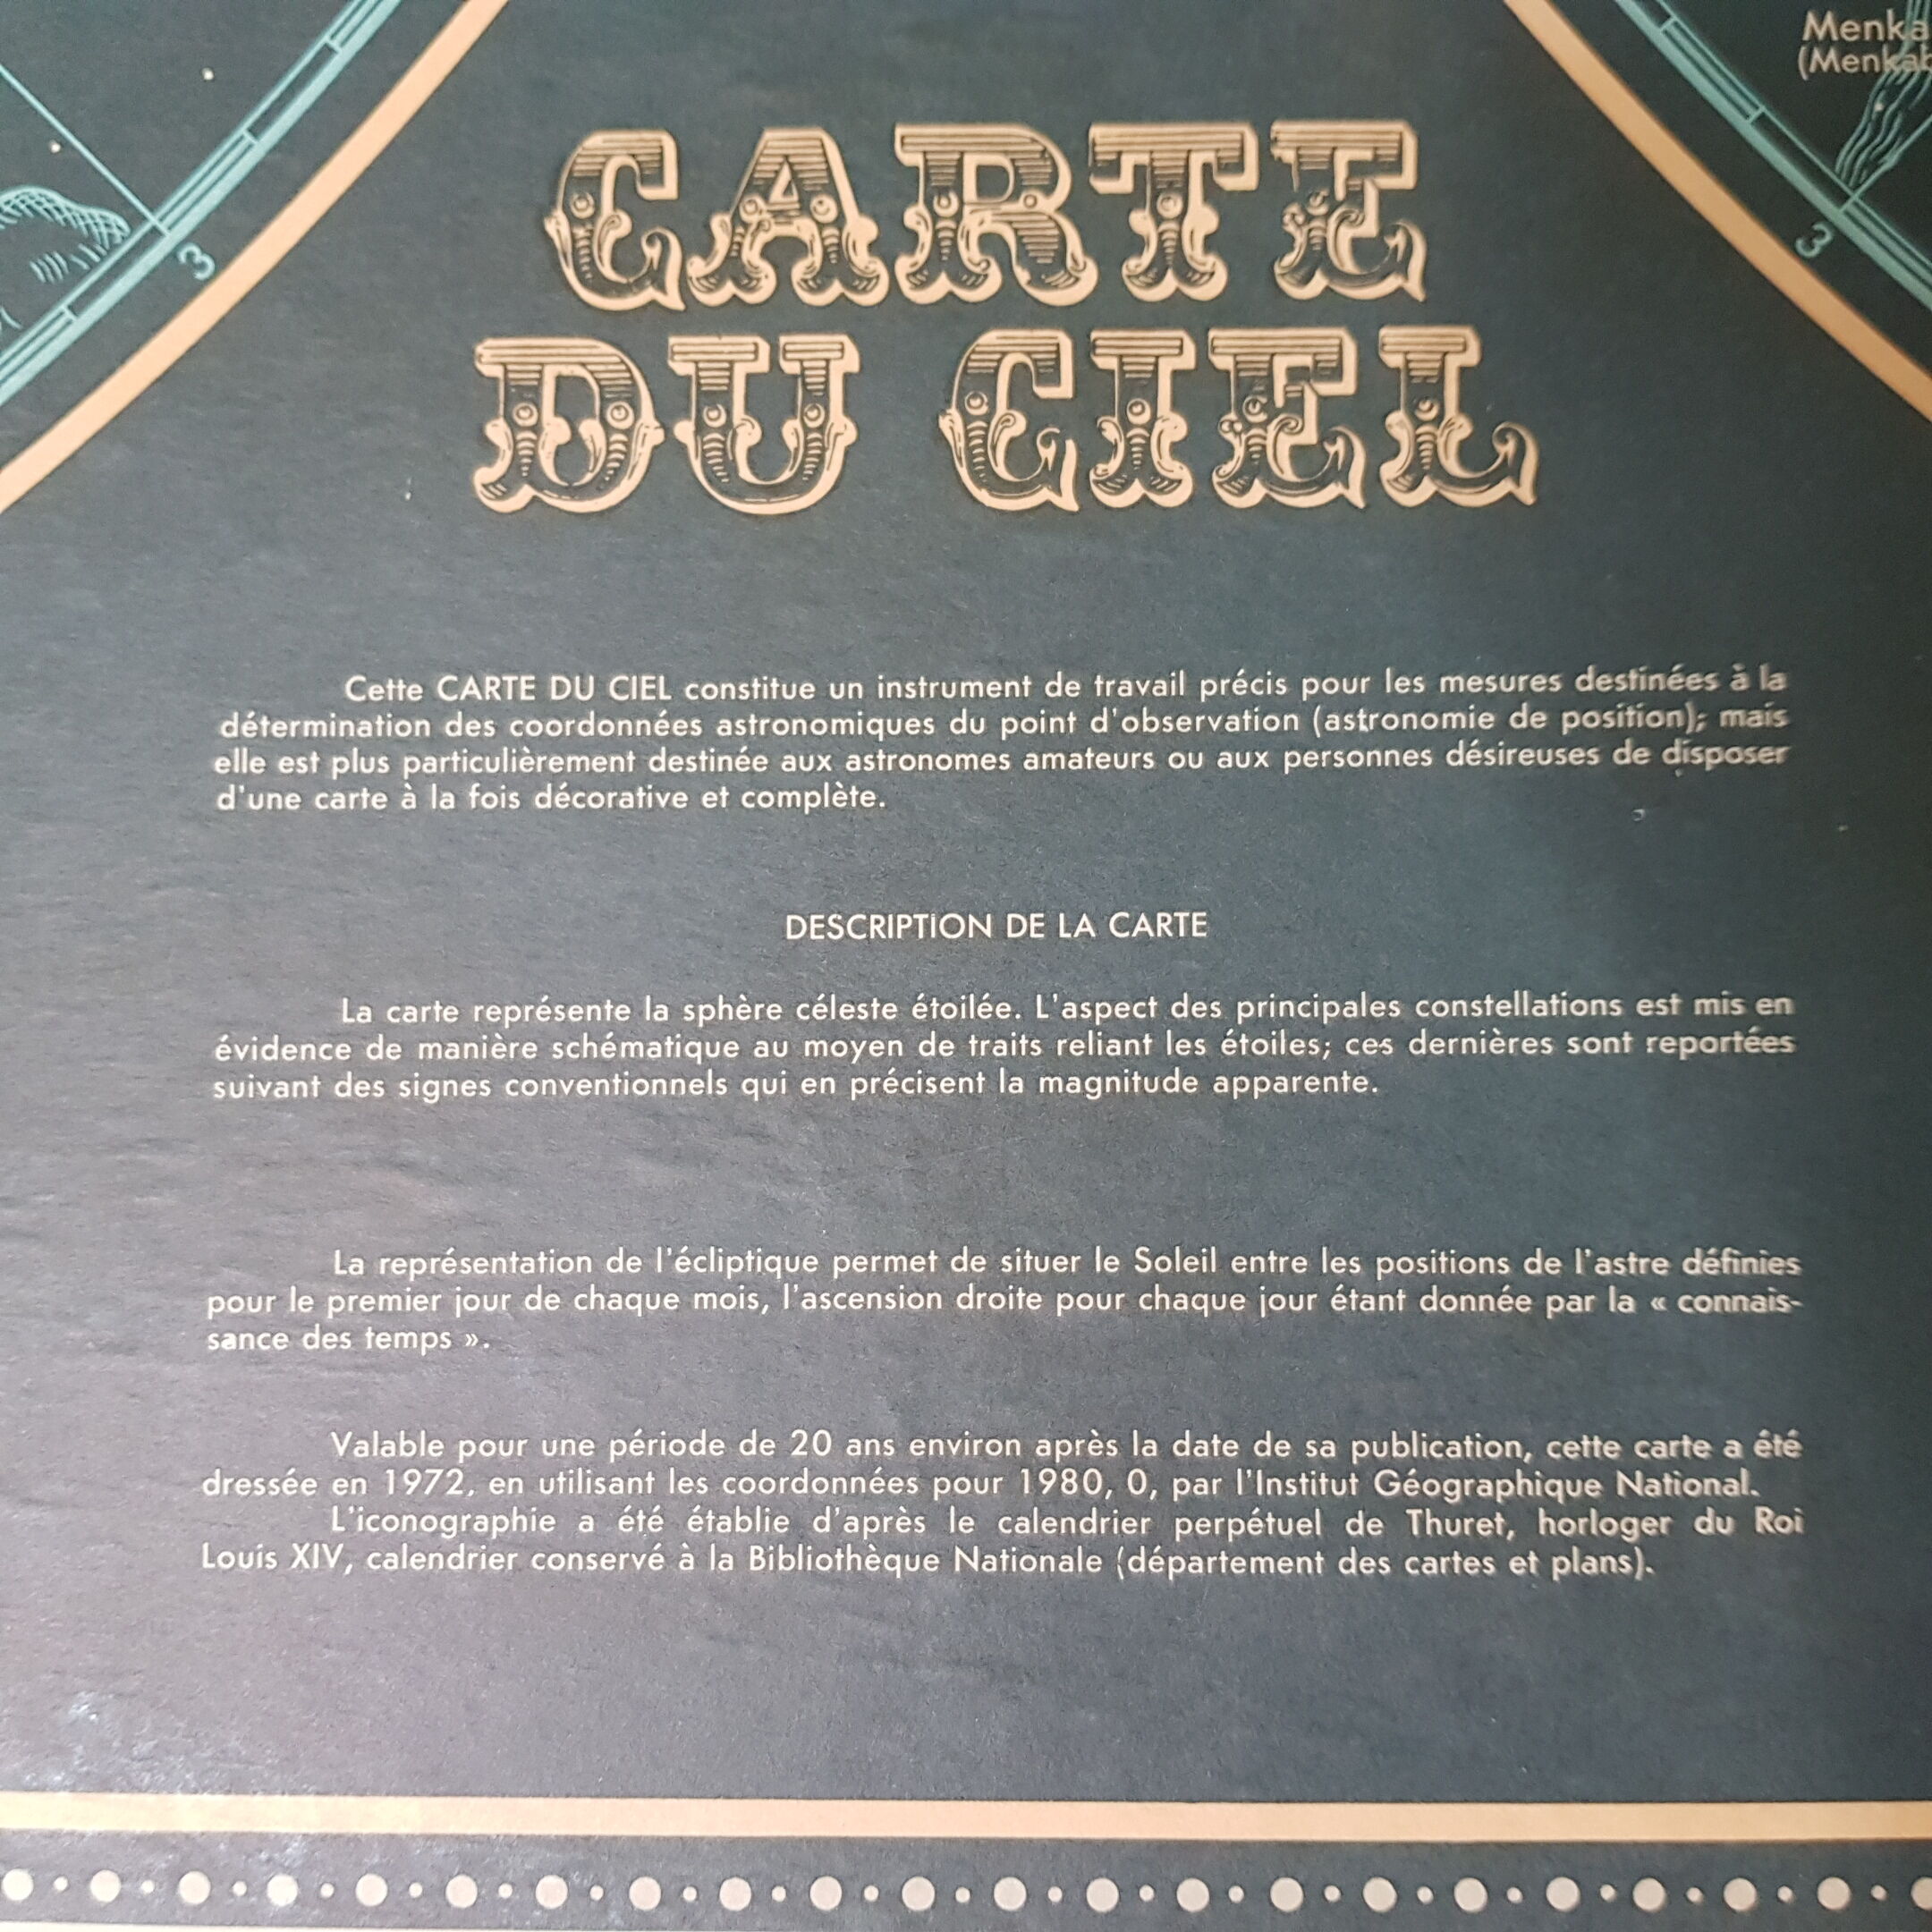 Menka
(Menkab
3
3
CARTE
DU CIEL
Cette CARTE DU CIEL constitue un instrument de travail précis pour les mesures destinées à la
détermination des coordonnées astronomiques du point d'observation (astronomie de position); mais
elle est plus particulièrement destinée aux astronomes amateurs ou aux personnes désireuses de disposer
d'une carte à la fois décorative et complète.
DESCRIPTION DE LA CARTE
La carte représente la sphère céleste étoilée. L'aspect des principales constellations est mis en
évidence de manière schématique au moyen de traits reliant les étoiles; ces dernières sont reportées
suivant des signes conventionnels qui en précisent la magnitude apparente.
La représentation de l'écliptique permet de situer le Soleil entre les positions de l'astre définies
pour le premier jour de chaque mois, l'ascension droite pour chaque jour étant donnée par la « connais-
sance des temps ».
Valable pour une période de 20 ans environ après la date de sa publication, cette carte a été
dressée en 1972, en utilisant les coordonnées pour 1980, 0, par l'Institut Géographique National.
L'iconographie a été établie d'après le calendrier perpétuel de Thuret, horloger du Roi
Louis XIV, calendrier conservé à la Bibliothèque Nationale (département des cartes et plans).